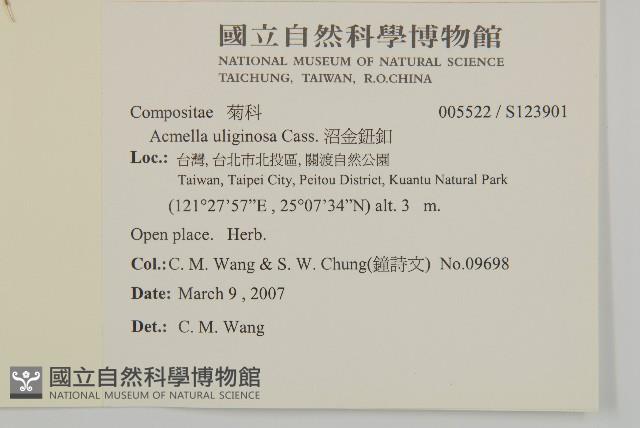 國立自然科學博物館
NATIONAL MUSEUM OF NATURAL SCIENCE
TAICHUNG, TAIWAN, R.O.CHINA
Compositae 菊科 005522 / S123901
Acmella uliginosa Cass. 沼金鈕釦
Loc.: 台灣, 台北市北投區, 關渡自然公園
Taiwan, Taipei City, Peitou District, Kuantu Natural Park
(121°27’57”E , 25°07’34”N) alt. 3 m.
Open place. Herb.
Col.: C. M. Wang & S. W. Chung(鐘詩文) No.09698
Date: March 9 , 2007
Det.: C. M. Wang
國立自然科學博物館
NATIONAL MUSEUM OF NATURAL SCIENCE